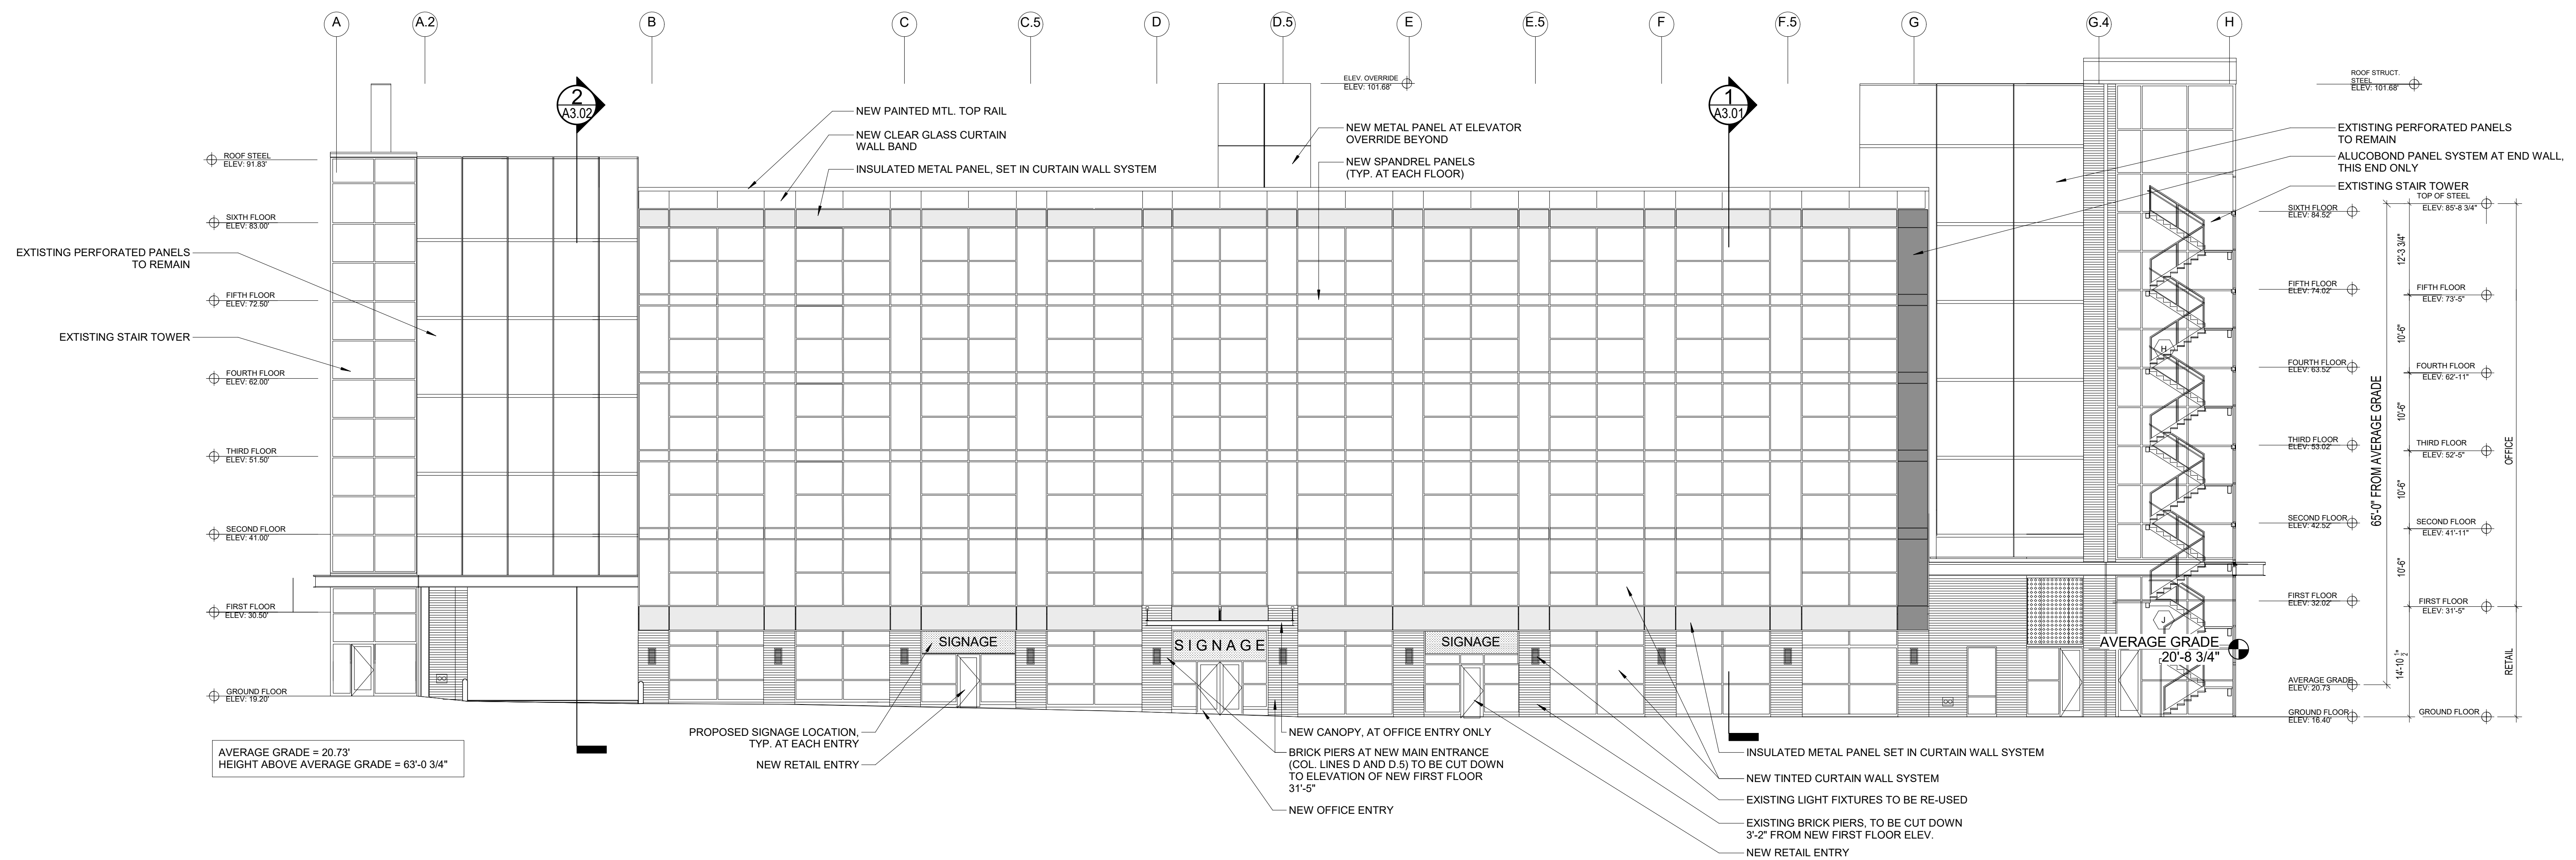 A
A.2
B
C
C.5
D
D.5
E
E.5
F
F.5
G
G.4
H
2
A3.02
1
A3.01
ELEV. OVERRIDE
ELEV: 101.68'
ROOF STRUCT.
STEEL
ELEV: 101.68'
NEW PAINTED MTL. TOP RAIL
NEW CLEAR GLASS CURTAIN
WALL BAND
INSULATED METAL PANEL, SET IN CURTAIN WALL SYSTEM
NEW METAL PANEL AT ELEVATOR
OVERRIDE BEYOND
NEW SPANDREL PANELS
(TYP. AT EACH FLOOR)
EXTISTING PERFORATED PANELS
TO REMAIN
ALUCOBOND PANEL SYSTEM AT END WALL,
THIS END ONLY
EXTISTING STAIR TOWER
ROOF STEEL
ELEV: 91.83'
SIXTH FLOOR
ELEV: 83.00'
EXTISTING PERFORATED PANELS
TO REMAIN
FIFTH FLOOR
ELEV: 72.50'
EXTISTING STAIR TOWER
FOURTH FLOOR
ELEV: 62.00'
THIRD FLOOR
ELEV: 51.50'
SECOND FLOOR
ELEV: 41.00'
FIRST FLOOR
ELEV: 30.50'
GROUND FLOOR
ELEV: 19.20'
SIXTH FLOOR
ELEV: 84.52'
FIFTH FLOOR
ELEV: 74.02'
FOURTH FLOOR
ELEV: 63.52'
THIRD FLOOR
ELEV: 53.02'
SECOND FLOOR
ELEV: 42.52'
FIRST FLOOR
ELEV: 32.02'
AVERAGE GRADE
ELEV: 20.73
GROUND FLOOR
ELEV: 16.40'
TOP OF STEEL
ELEV: 85'-8 3/4"
FIFTH FLOOR
ELEV: 73'-5"
FOURTH FLOOR
ELEV: 62'-11"
THIRD FLOOR
ELEV: 52'-5"
SECOND FLOOR
ELEV: 41'-11"
FIRST FLOOR
ELEV: 31'-5"
GROUND FLOOR
12'-3 3/4"
10'-6"
10'-6"
10'-6"
10'-6"
14'-10 1/2"
65'-0" FROM AVERAGE GRADE
OFFICE
RETAIL
H
J
AVERAGE GRADE
20'-8 3/4"
SIGNAGE
SIGNAGE
SIGNAGE
AVERAGE GRADE = 20.73'
HEIGHT ABOVE AVERAGE GRADE = 63'-0 3/4"
PROPOSED SIGNAGE LOCATION,
TYP. AT EACH ENTRY
NEW RETAIL ENTRY
NEW CANOPY, AT OFFICE ENTRY ONLY
BRICK PIERS AT NEW MAIN ENTRANCE
(COL. LINES D AND D.5) TO BE CUT DOWN
TO ELEVATION OF NEW FIRST FLOOR
31'-5"
NEW OFFICE ENTRY
INSULATED METAL PANEL SET IN CURTAIN WALL SYSTEM
NEW TINTED CURTAIN WALL SYSTEM
EXISTING LIGHT FIXTURES TO BE RE-USED
EXISTING BRICK PIERS, TO BE CUT DOWN
3'-2" FROM NEW FIRST FLOOR ELEV.
NEW RETAIL ENTRY